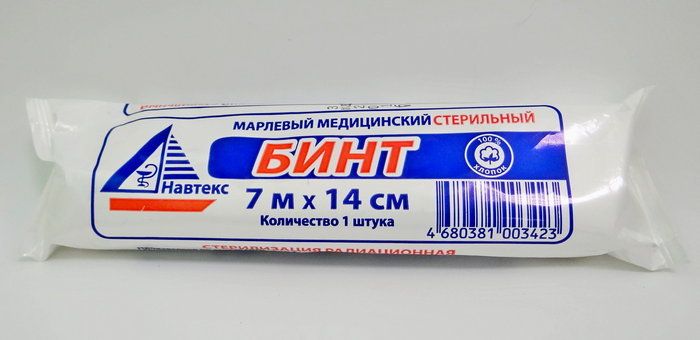 МАРЛЕВЫЙ МЕДИЦИНСКИЙ СТЕРИЛЬНЫЙ
БИНТ
100 %
ХЛОПОК
Навтекс
7 м х 14 см
Количество 1 штука
4 680381 003423
СТЕРИЛИЗАЦИЯ РАДИАЦИОННАЯ